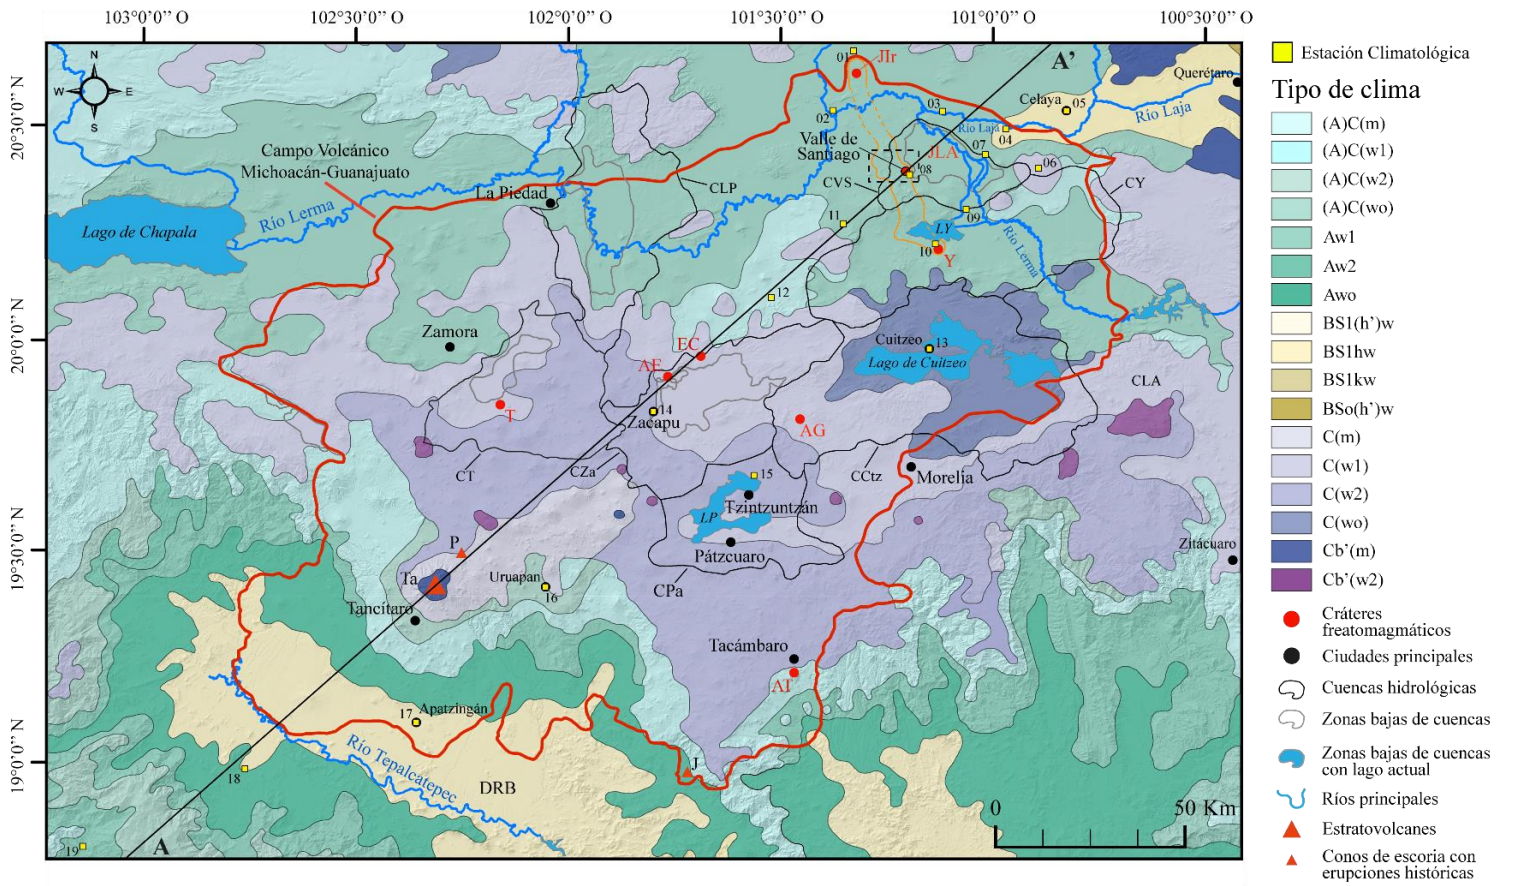 103°0’0’’ O
102°5’0’’ O
102°0’0’’ O
101°5’0’’ O
101°0’0’’ O
100°5’0’’ O
20°30’0’’ N
20°0’0’’ N
19°30’0’’ N
19°0’0’’ N
N
W
E
S
A’
01
JIr
Querétaro
Celaya
05
Río Laja
02
03
Río Laja
04
Valle de
Santiago
JLA
07
08
06
CVS
CY
Campo Volcánico
Michoacán-Guanajuato
La Piedad
CLP
Río Lerma
Lago de Chapala
11
09
LY
10
Y
Río Lerma
12
Zamora
EC
AE
Cuitzeo
13
Lago de Cuitzeo
CLA
T
14
Zacapu
AG
CT
CZa
CCtz
Morelia
15
Tzintzuntzán
LP
Pátzcuaro
Zitácuaro
P
Ta
Uruapan
16
CPa
Tancítaro
Tacámbaro
AT
17
Apatzingán
J
Río Tepalcatepec
DRB
18
19
A
0
50 Km
Estación Climatológica
Tipo de clima
(A)C(m)
(A)C(w1)
(A)C(w2)
(A)C(wo)
Aw1
Aw2
Awo
BS1(h’)w
BS1hw
BS1kw
BSo(h’)w
C(m)
C(w1)
C(w2)
C(wo)
Cb’(m)
Cb’(w2)
Cráteres
freatomagmáticos
Ciudades principales
Cuencas hidrológicas
Zonas bajas de cuencas
Zonas bajas de cuencas
con lago actual
Ríos principales
Estratovolcanes
Conos de escoria con
erupciones históricas